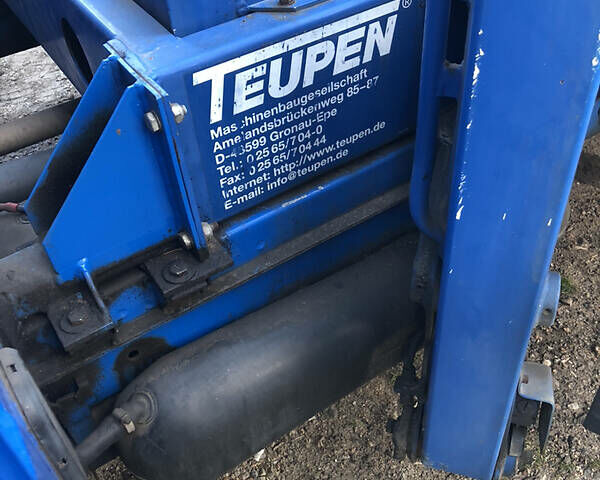 TEUPEN®
Maschinenbaugesellschaft
Amelandsbrückenweg 85-87
D-48599 Gronau-Epe
Tel.: 0 25 65/7 04-0
Fax: 0 25 65/7 04 44
Internet: http://www.teupen.de
E-mail: info@teupen.de